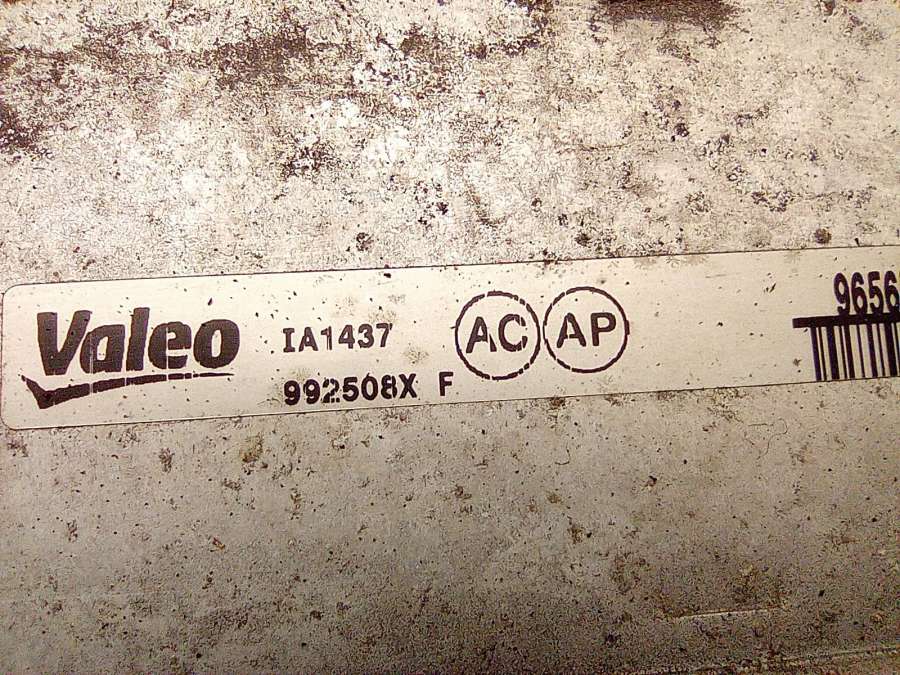 Valeo
IA1437
992508X F
AC AP
9656